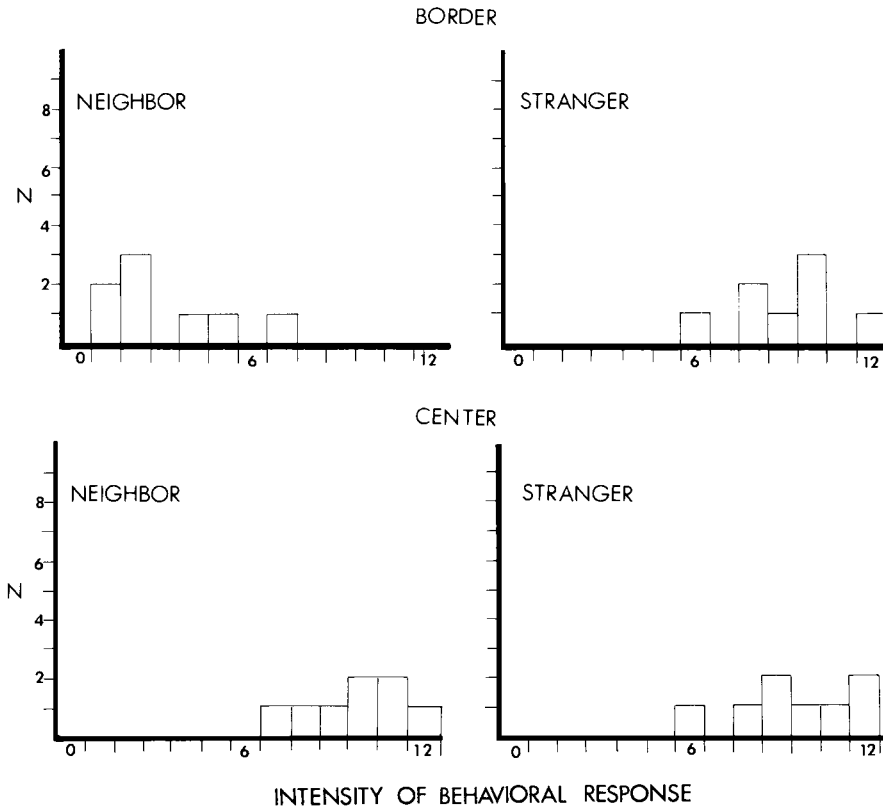 BORDER
NEIGHBOR
STRANGER
8
6
4
2
N
0 6 12
0 6 12
CENTER
NEIGHBOR
STRANGER
8
6
4
2
N
0 6 12
0 6 12
INTENSITY OF BEHAVIORAL RESPONSE